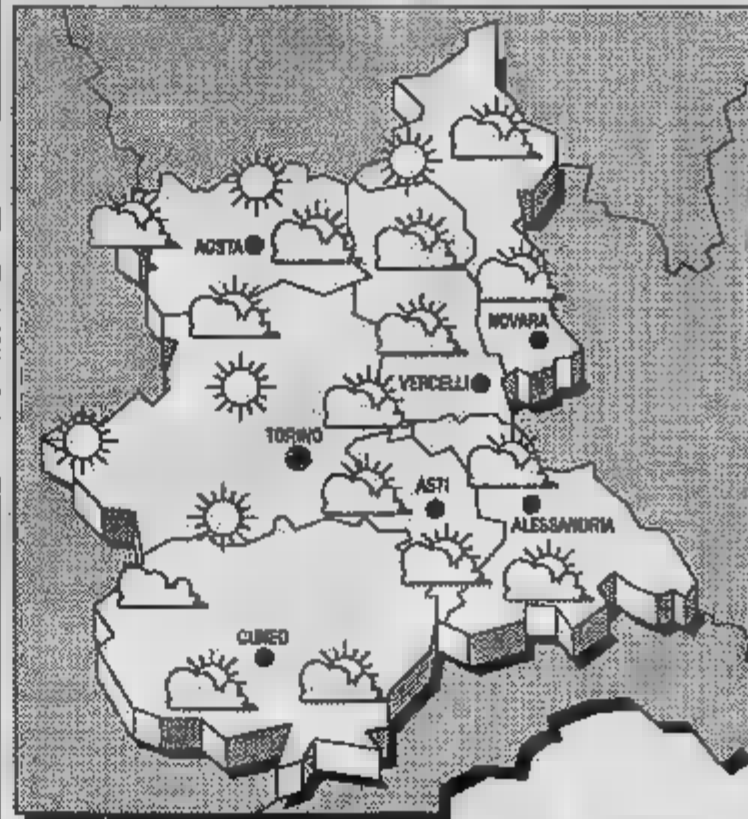 AOSTA
NOVARA
VERCELLI
TORINO
ASTI
ALESSANDRIA
CUNEO